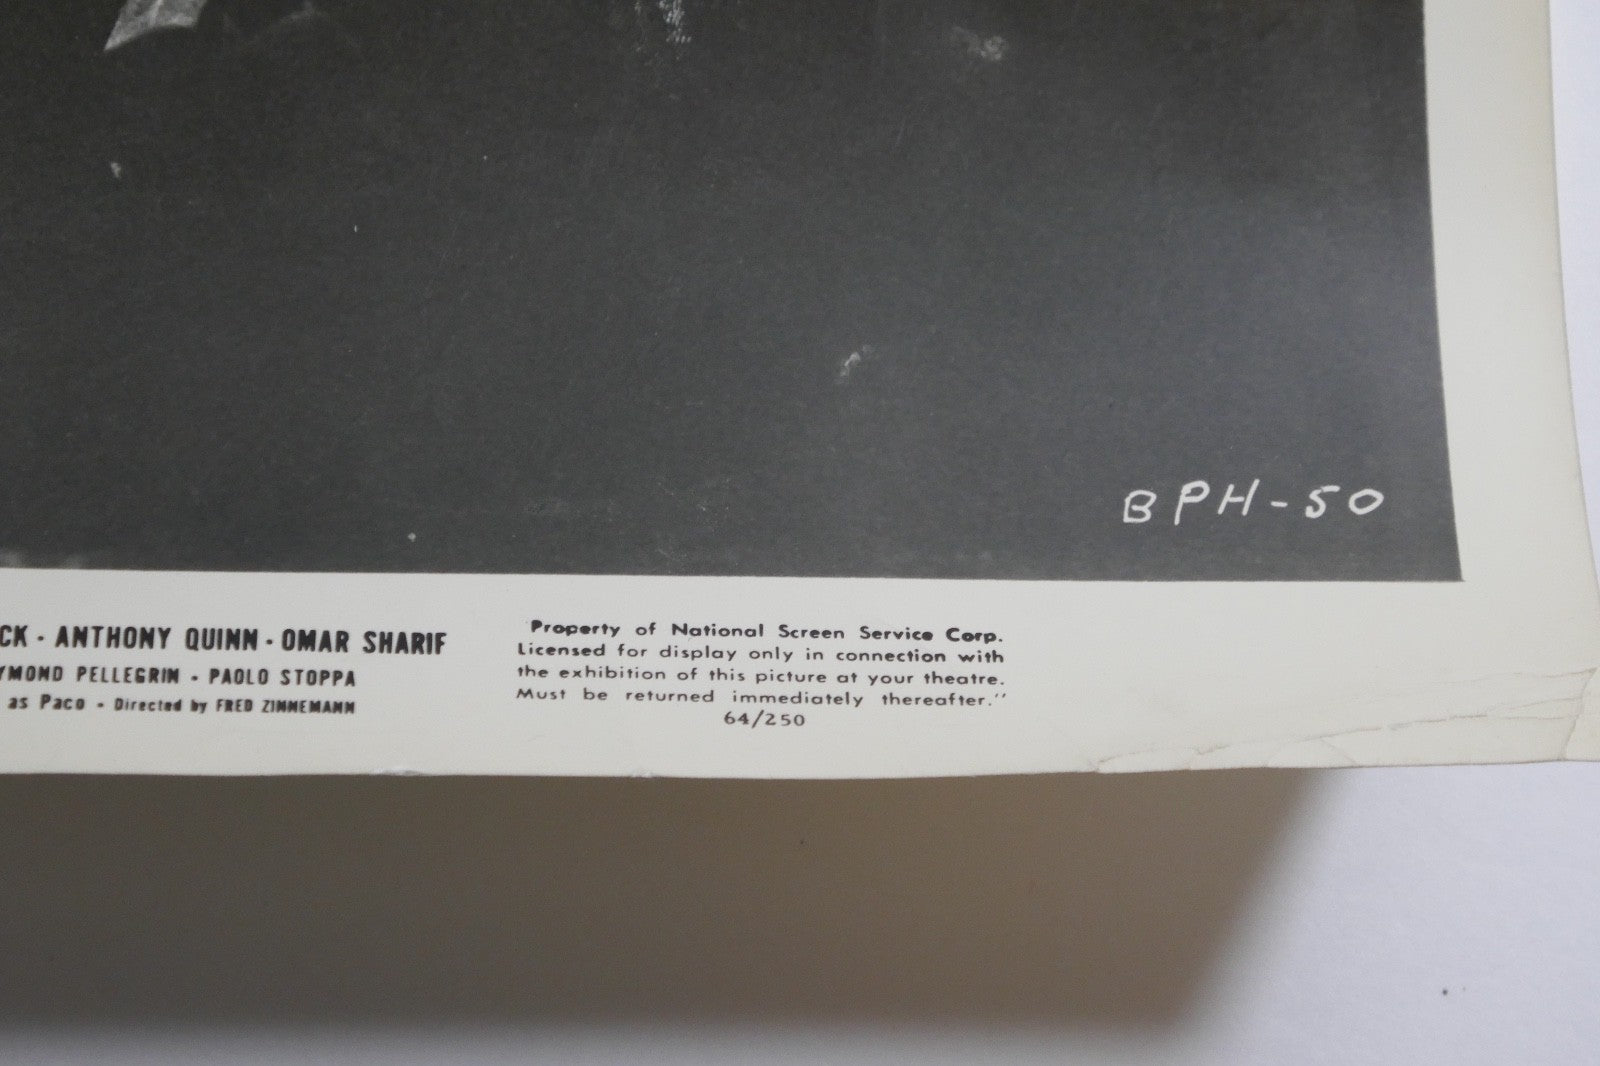 BPH-50
CK · ANTHONY QUINN · OMAR SHARIF
YMOND PELLEGRIN · PAOLO STOPPA
as Paco · Directed by FRED ZINNEMANN
Property of National Screen Service Corp.
Licensed for display only in connection with
the exhibition of this picture at your theatre.
Must be returned immediately thereafter."
64/250